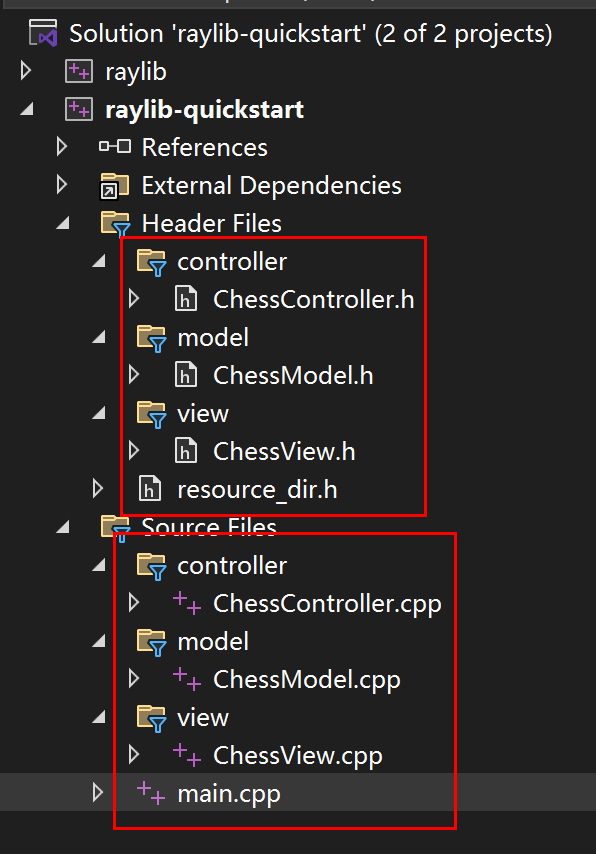 Solution 'raylib-quickstart' (2 of 2 projects)
raylib
raylib-quickstart
References
External Dependencies
Header Files
controller
ChessController.h
model
ChessModel.h
view
ChessView.h
resource_dir.h
Source Files
controller
ChessController.cpp
model
ChessModel.cpp
view
ChessView.cpp
main.cpp